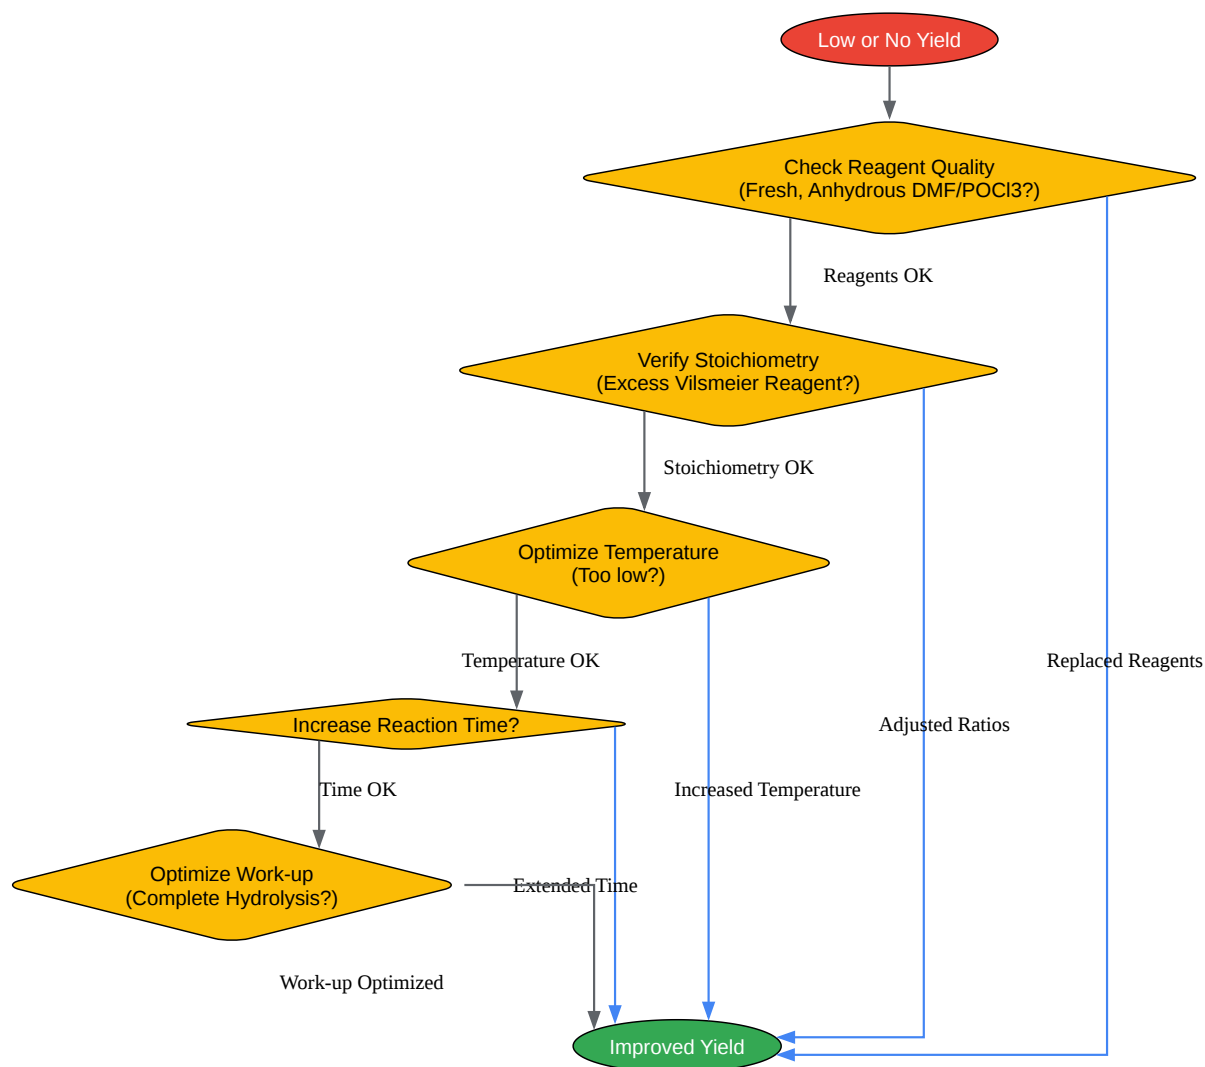 Low or No Yield
Check Reagent Quality
(Fresh, Anhydrous DMF/POCl3?)
Reagents OK
Verify Stoichiometry
(Excess Vilsmeier Reagent?)
Stoichiometry OK
Optimize Temperature
(Too low?)
Temperature OK
Replaced Reagents
Increase Reaction Time?
Adjusted Ratios
Time OK
Increased Temperature
Optimize Work-up
(Complete Hydrolysis?)
Extended Time
Work-up Optimized
Improved Yield